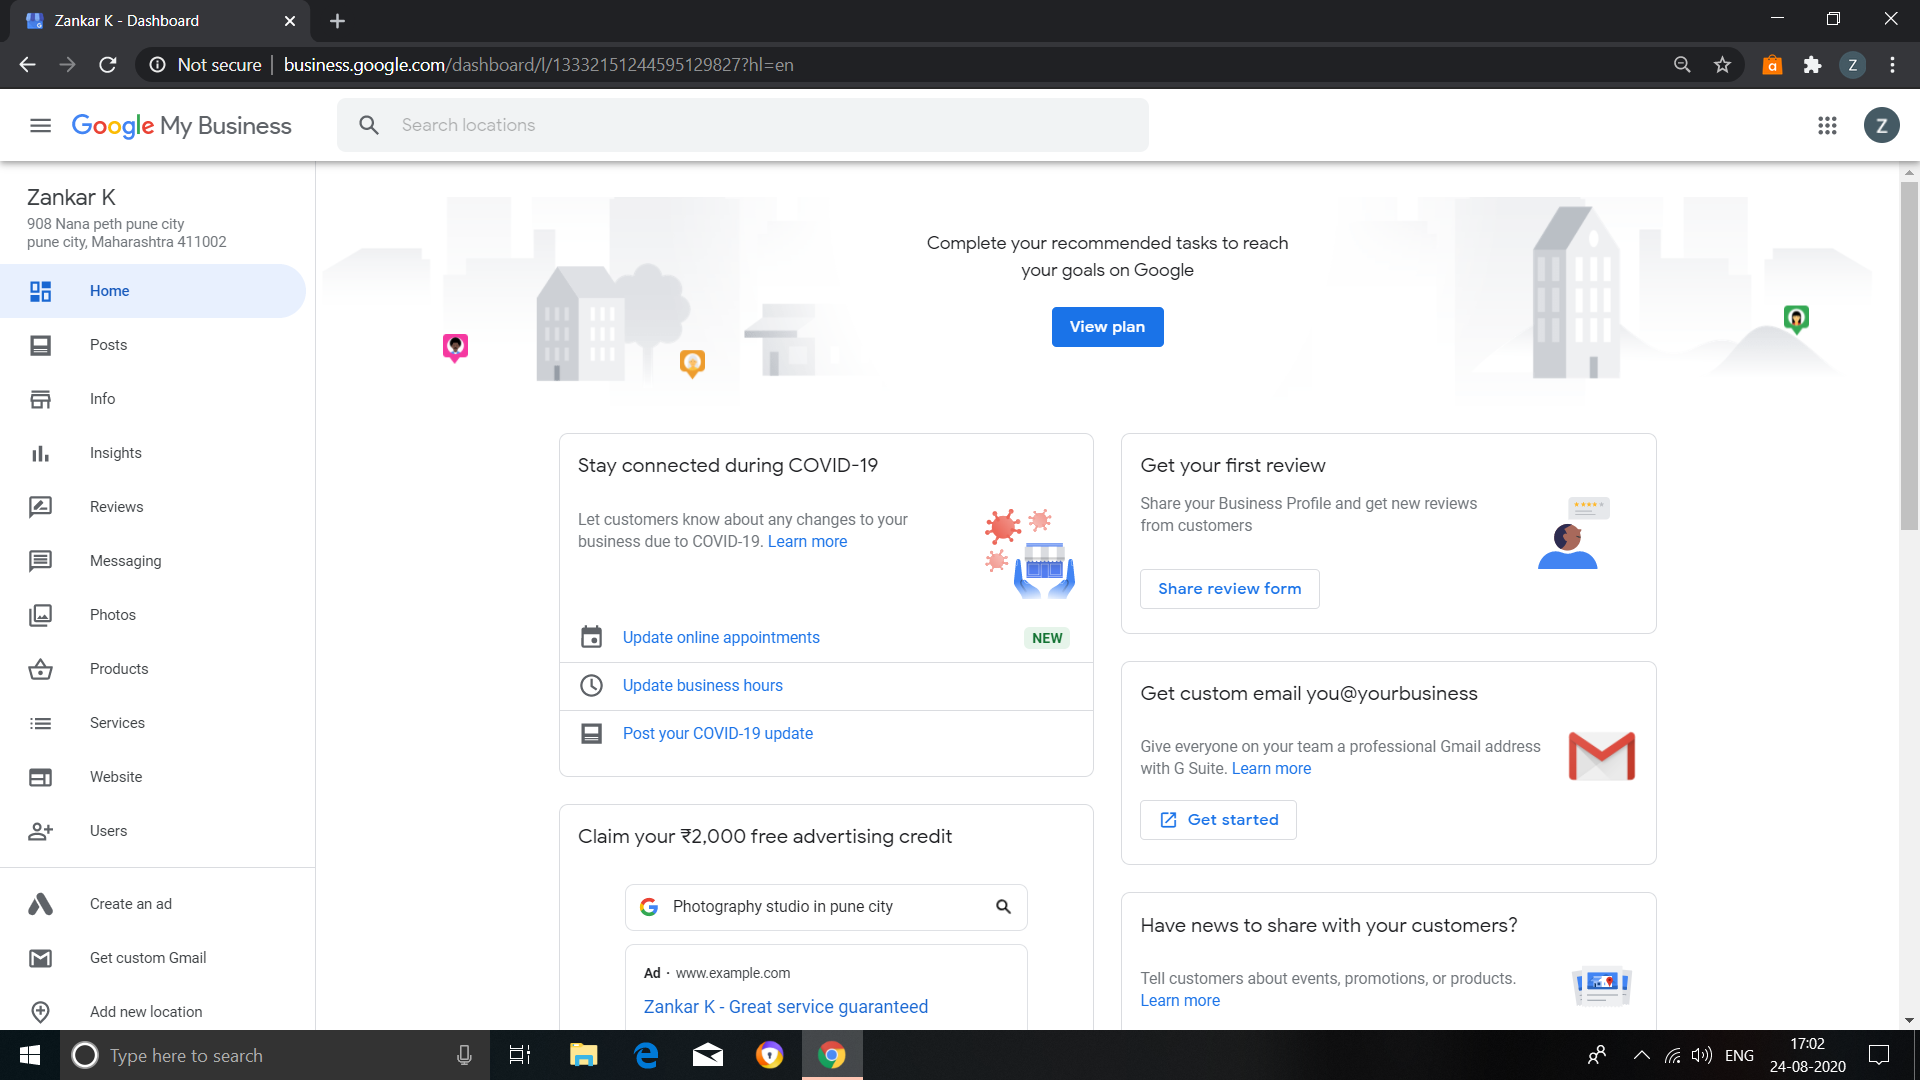 Zankar K - Dashboard
Not secure
business.google.com/dashboard/l/13332151244595129827?hl=en
a
Z
Google My Business
Search locations
Z
Zankar K
908 Nana peth pune city
pune city, Maharashtra 411002
Home
Posts
Info
Insights
Reviews
Messaging
Photos
Products
Services
Website
Users
Create an ad
Get custom Gmail
Add new location
Complete your recommended tasks to reach
your goals on Google
View plan
Stay connected during COVID-19
Let customers know about any changes to your
business due to COVID-19. Learn more
Update online appointments
NEW
Update business hours
Post your COVID-19 update
Claim your ₹2,000 free advertising credit
Photography studio in pune city
Ad · www.example.com
Zankar K - Great service guaranteed
Get your first review
Share your Business Profile and get new reviews
from customers
Share review form
Get custom email you@yourbusiness
Give everyone on your team a professional Gmail address
with G Suite. Learn more
Get started
Have news to share with your customers?
Tell customers about events, promotions, or products.
Learn more
Type here to search
ENG
17:02
24-08-2020